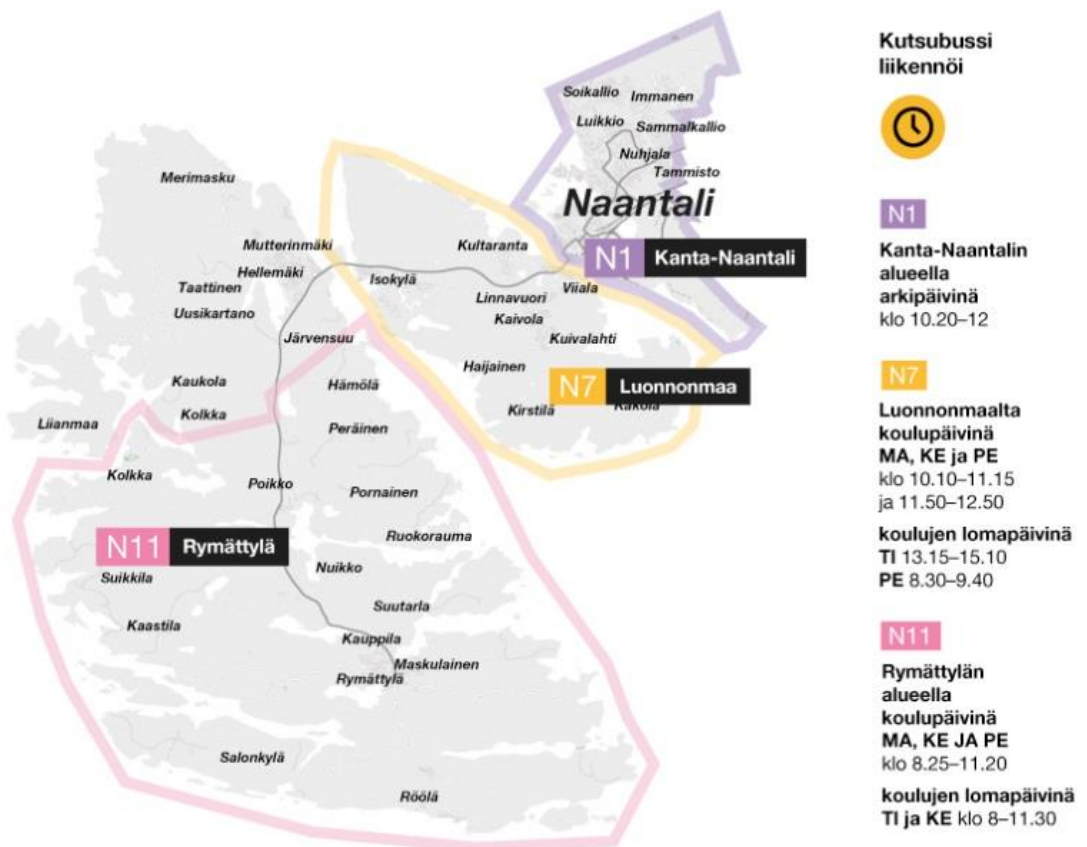 Soikallio
Immanen
Luikkio
Sammalkallio
Nuhjala
Tammisto
Naantali
N1 Kanta-Naantali
Merimasku
Mutterinmäki
Hellemäki
Taattinen
Uusikartano
Järvensuu
Kaukola
Kolkka
Liianmaa
Kultaranta
Isokylä
Linnavuori
Viiala
Kaivola
Kuivalahti
Haijainen
N7 Luonnonmaa
Kirstilä
Kakola
Hämölä
Peräinen
Kolkka
Poikko
Pornainen
Ruokorauma
N11 Rymättylä
Nuikko
Suikkila
Suutarla
Kaastila
Kauppila
Maskulainen
Rymättylä
Salonkylä
Röölä
Kutsubussi
liikennöi
N1
Kanta-Naantalin
alueella
arkipäivinä
klo 10.20–12
N7
Luonnonmaalta
koulupäivinä
MA, KE ja PE
klo 10.10–11.15
ja 11.50–12.50
koulujen lomapäivinä
TI 13.15–15.10
PE 8.30–9.40
N11
Rymättylän
alueella
koulupäivinä
MA, KE JA PE
klo 8.25–11.20
koulujen lomapäivinä
TI ja KE klo 8–11.30